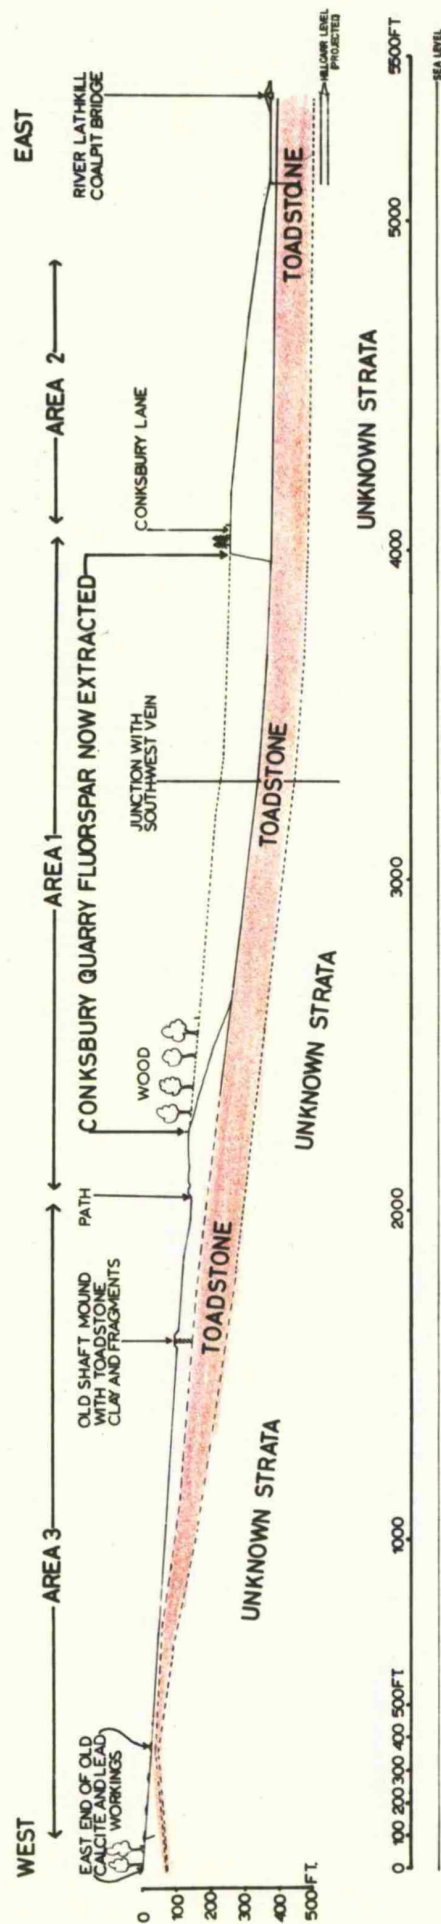 WEST
EAST
AREA 3
AREA 1
AREA 2
EAST END OF OLD
CALCITE AND LEAD
WORKINGS
OLD SHAFT MOUND
WITH TOADSTONE
CLAY AND FRAGMENTS
PATH
CONKSBURY QUARRY FLUORSPAR NOW EXTRACTED
WOOD
JUNCTION WITH
SOUTHWEST VEIN
CONKSBURY LANE
RIVER LATHKILL
COALPIT BRIDGE
TOADSTONE
TOADSTONE
TOADSTONE
HILLCARR LEVEL
(PROJECTED)
UNKNOWN STRATA
UNKNOWN STRATA
UNKNOWN STRATA
0
100
200
300
400
500FT.
0 100 200 300 400 500FT 1000 2000 3000 4000 5000 5500FT
SEA LEVEL